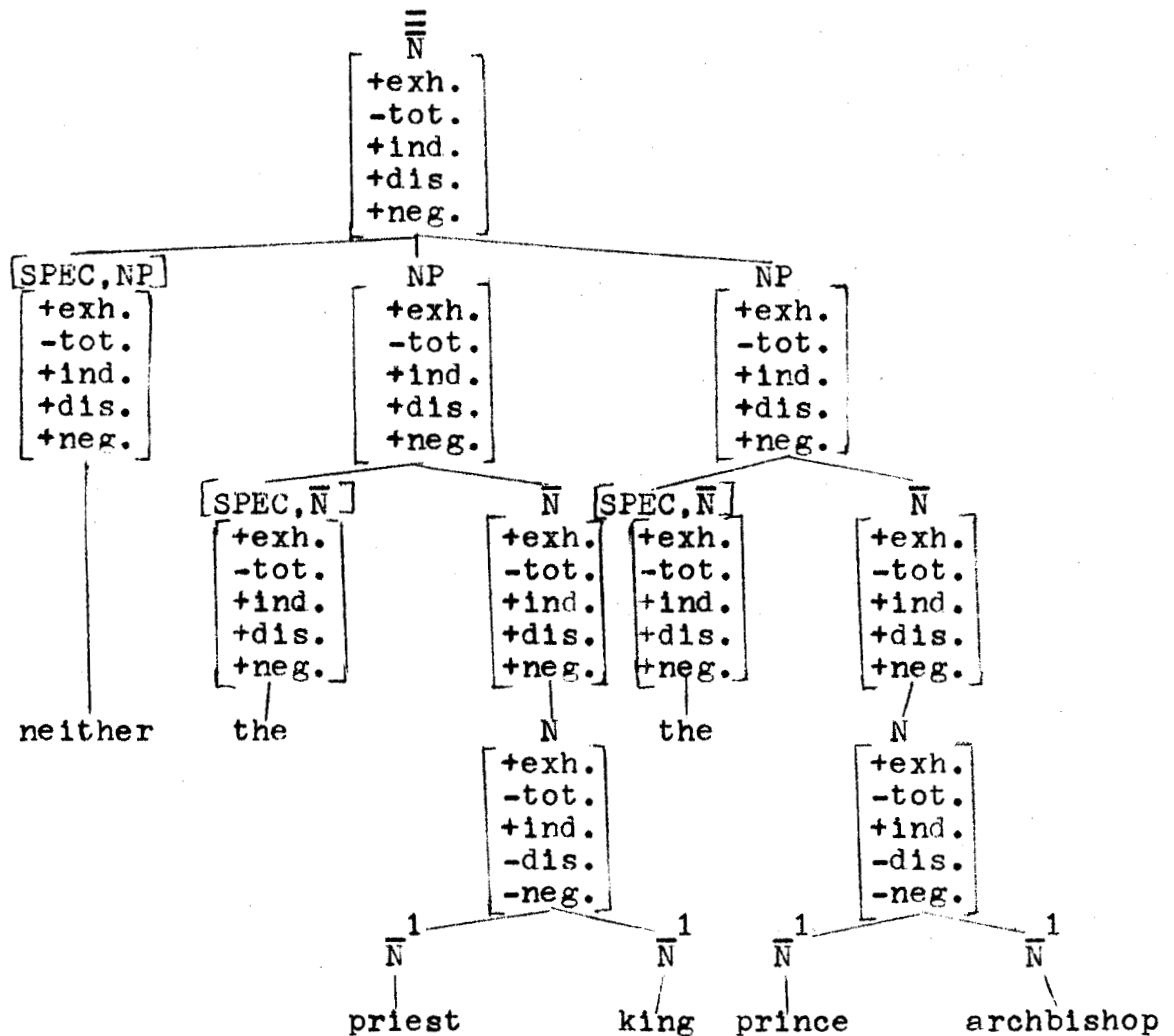 N̿̄
+exh.
-tot.
+ind.
+dis.
+neg.
[SPEC,NP] NP NP
+exh. +exh. +exh.
-tot. -tot. -tot.
+ind. +ind. +ind.
+dis. +dis. +dis.
+neg. +neg. +neg.
[SPEC,N̄] N̄ [SPEC,N̄] N̄
+exh. +exh. +exh. +exh.
-tot. -tot. -tot. -tot.
+ind. +ind. +ind. +ind.
+dis. +dis. +dis. +dis.
+neg. +neg. +neg. +neg.
neither the N the N
+exh. +exh.
-tot. -tot.
+ind. +ind.
-dis. -dis.
-neg. -neg.
N̄¹ N̄¹ N̄¹ N̄¹
priest king prince archbishop